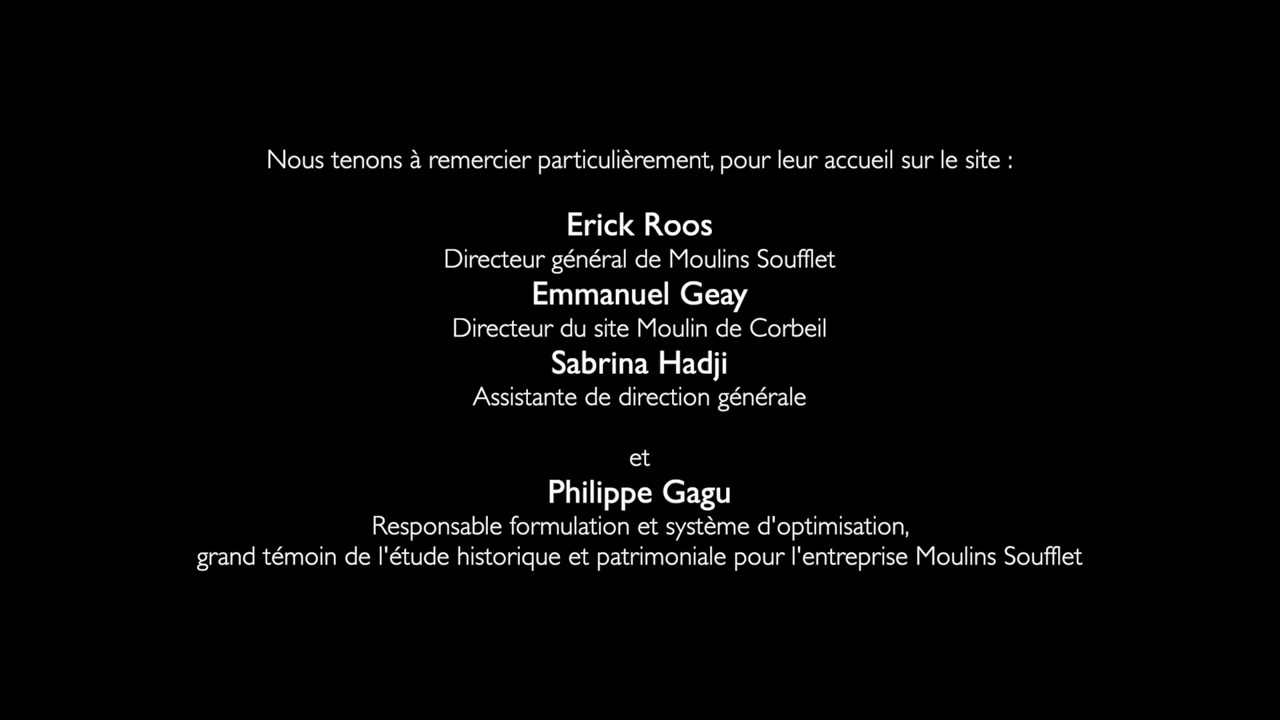 Nous tenons à remercier particulièrement, pour leur accueil sur le site :
Erick Roos
Directeur général de Moulins Soufflet
Emmanuel Geay
Directeur du site Moulin de Corbeil
Sabrina Hadji
Assistante de direction générale
et
Philippe Gagu
Responsable formulation et système d'optimisation,
grand témoin de l'étude historique et patrimoniale pour l'entreprise Moulins Soufflet